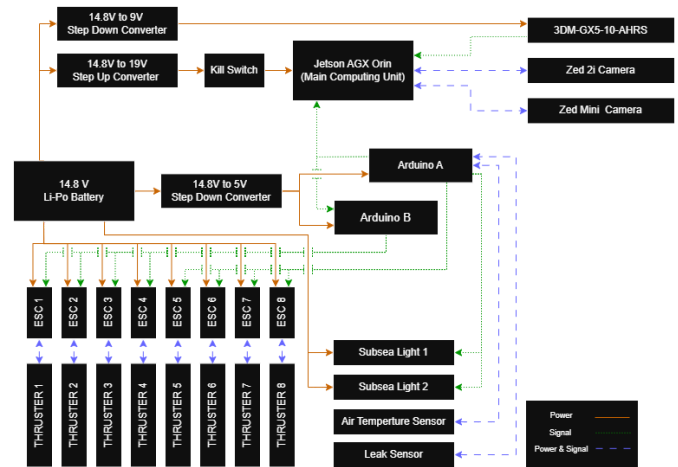 14.8V to 9V
Step Down Converter
3DM-GX5-10-AHRS
14.8V to 19V
Step Up Converter
Kill Switch
Jetson AGX Orin
(Main Computing Unit)
Zed 2i Camera
Zed Mini Camera
14.8 V
Li-Po Battery
14.8V to 5V
Step Down Converter
Arduino A
Arduino B
ESC 1
ESC 2
ESC 3
ESC 4
ESC 5
ESC 6
ESC 7
ESC 8
THRUSTER 1
THRUSTER 2
THRUSTER 3
THRUSTER 4
THRUSTER 5
THRUSTER 6
THRUSTER 7
THRUSTER 8
Subsea Light 1
Subsea Light 2
Air Temperture Sensor
Leak Sensor
Power
Signal
Power & Signal